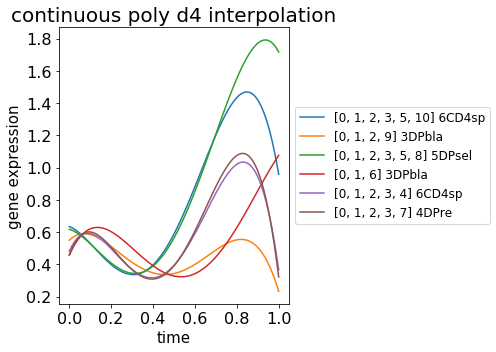 continuous poly d4 interpolation
gene expression
1.8
1.6
1.4
1.2
1.0
0.8
0.6
0.4
0.2
0.0 0.2 0.4 0.6 0.8 1.0
time
[0, 1, 2, 3, 5, 10] 6CD4sp
[0, 1, 2, 9] 3DPbla
[0, 1, 2, 3, 5, 8] 5DPsel
[0, 1, 6] 3DPbla
[0, 1, 2, 3, 4] 6CD4sp
[0, 1, 2, 3, 7] 4DPre